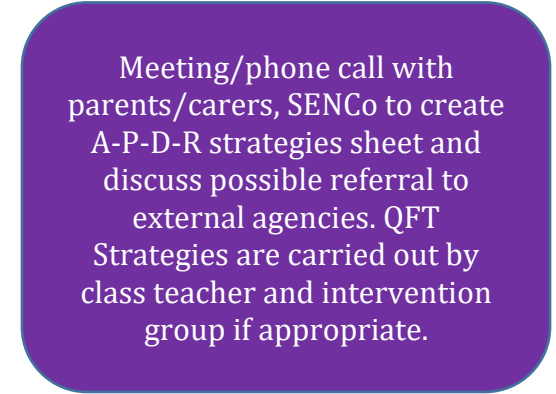 Meeting/phone call with
parents/carers, SENCo to create
A-P-D-R strategies sheet and
discuss possible referral to
external agencies. QFT
Strategies are carried out by
class teacher and intervention
group if appropriate.